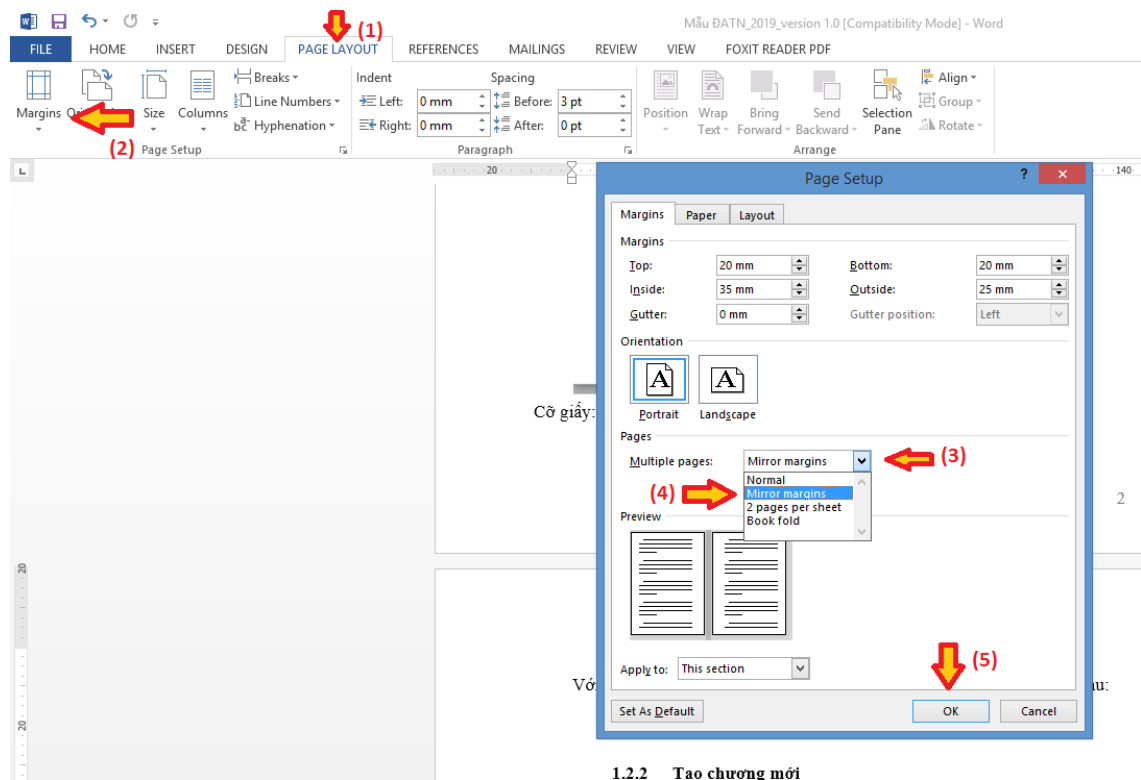 Mẫu ĐATN_2019_version 1.0 [Compatibility Mode] - Word
(1)
FILE HOME INSERT DESIGN PAGE LAYOUT REFERENCES MAILINGS REVIEW VIEW FOXIT READER PDF
Breaks Indent Spacing Align
Line Numbers Left: 0 mm Before: 3 pt Group
Margins Size Columns Position Wrap Bring Send Selection
Hyphenation Right: 0 mm After: 0 pt Text Forward Backward Pane Rotate
(2) Page Setup Paragraph Arrange
L 20 140
Page Setup ?
Margins Paper Layout
Margins
Top: 20 mm Bottom: 20 mm
Inside: 35 mm Outside: 25 mm
Gutter: 0 mm Gutter position: Left
Orientation
A A
Portrait Landscape
Cỡ giấy:
Pages
Multiple pages: Mirror margins (3)
Normal
(4) Mirror margins
2 pages per sheet
Book fold
2
Preview
20
(5)
Apply to: This section
Vớ
Set As Default OK Cancel
20
1.2.2 Tạo chương mới